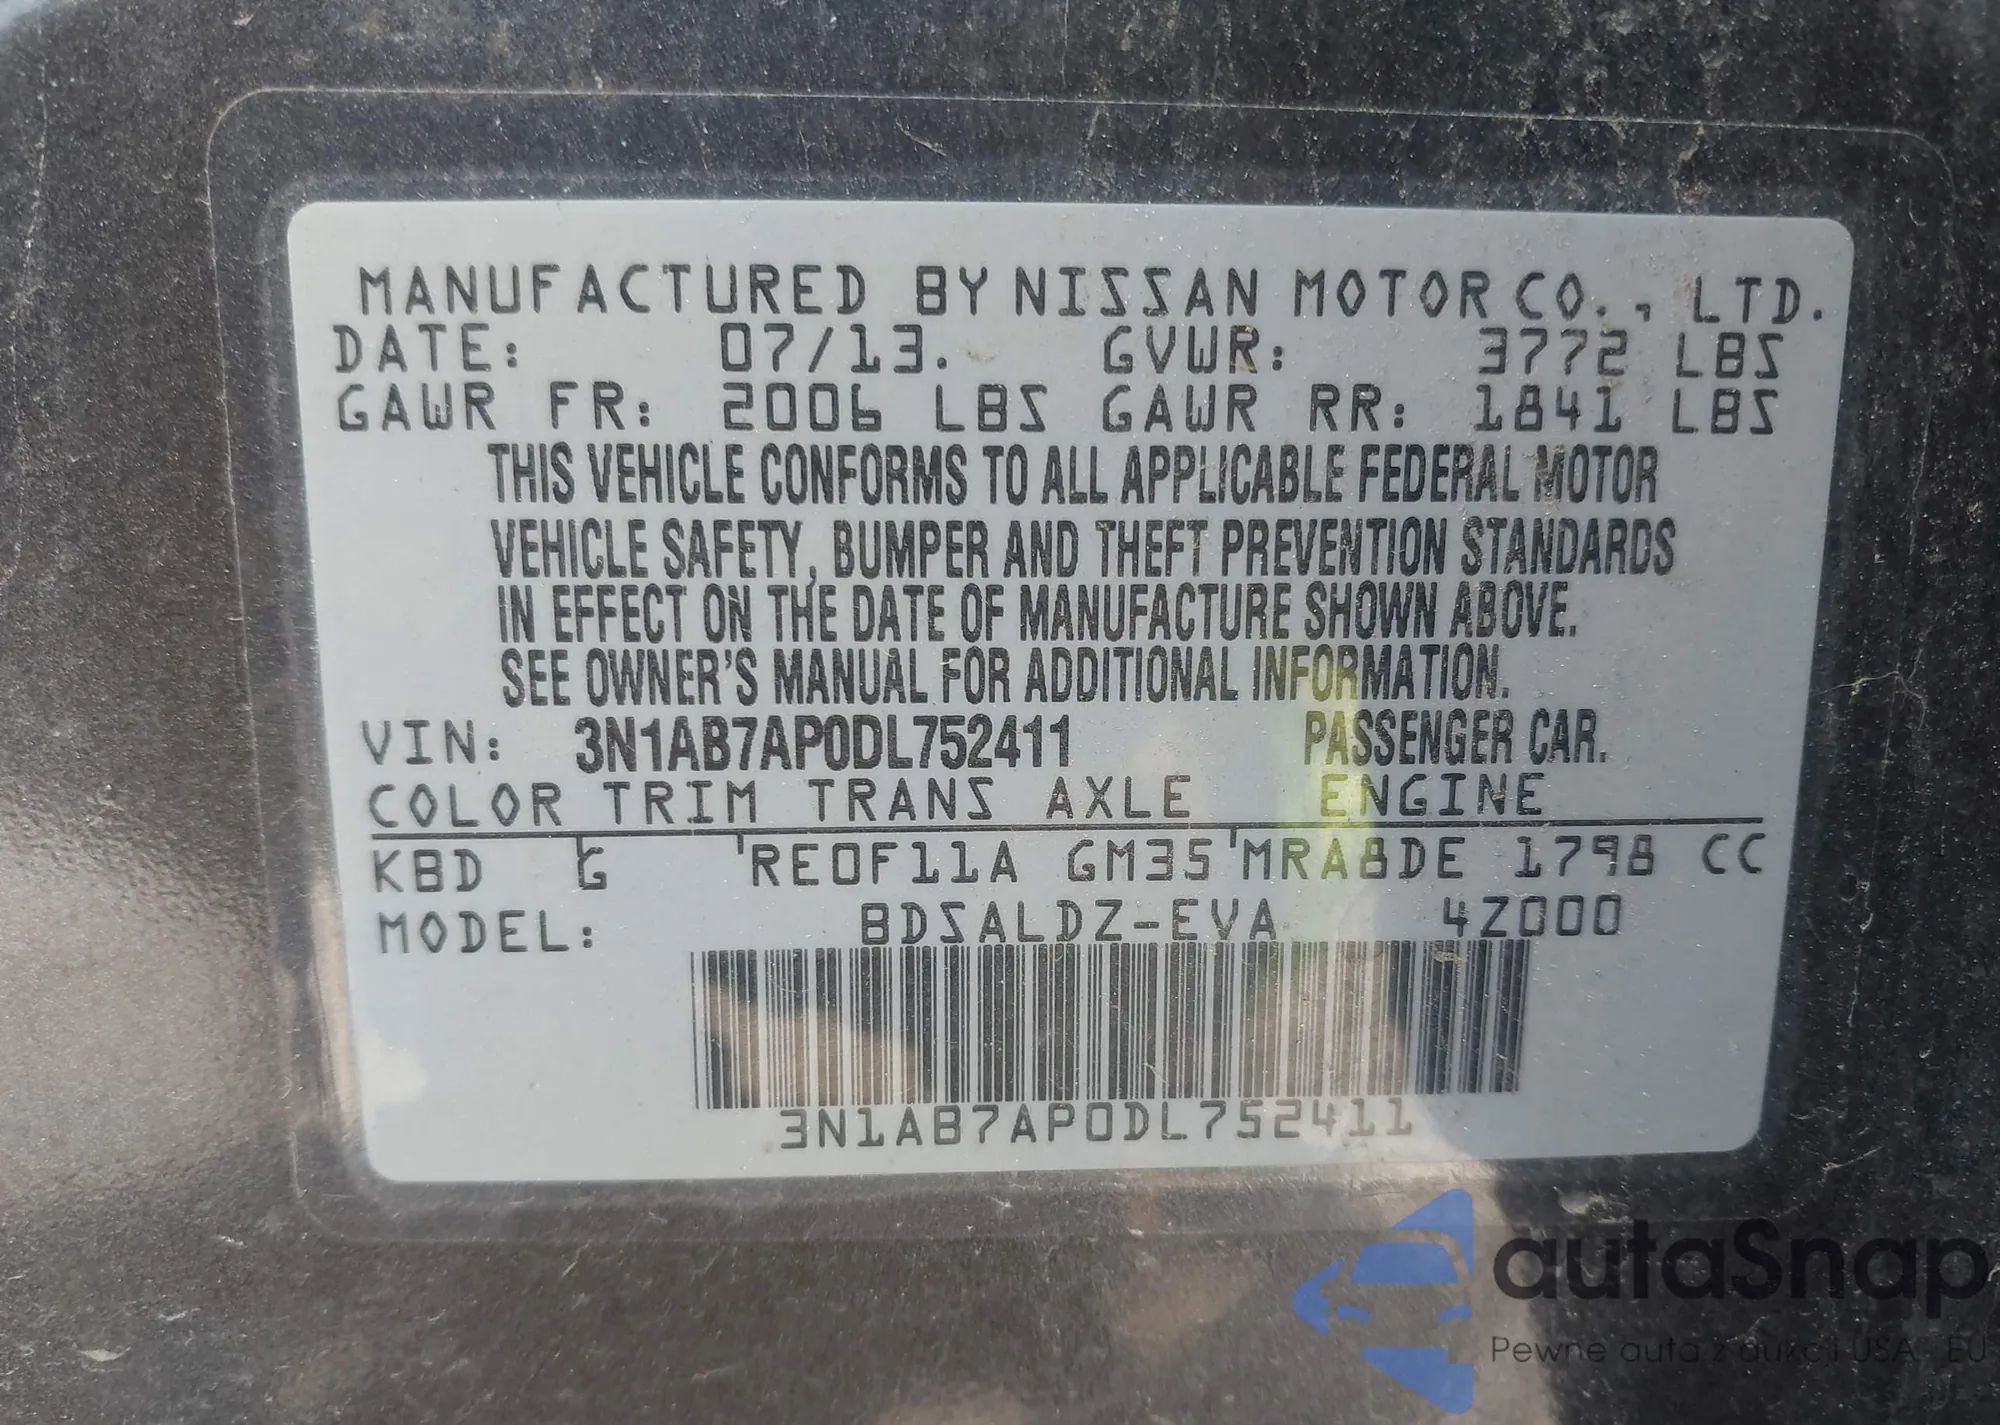 MANUFACTURED BY NISSAN MOTOR CO., LTD.
DATE: 07/13. GVWR: 3772 LBS
GAWR FR: 2006 LBS GAWR RR: 1841 LBS
THIS VEHICLE CONFORMS TO ALL APPLICABLE FEDERAL MOTOR
VEHICLE SAFETY, BUMPER AND THEFT PREVENTION STANDARDS
IN EFFECT ON THE DATE OF MANUFACTURE SHOWN ABOVE.
SEE OWNER'S MANUAL FOR ADDITIONAL INFORMATION.
VIN: 3N1AB7AP0DL752411 PASSENGER CAR.
COLOR TRIM TRANS AXLE ENGINE
KBD G RE0F11A GM35 MRA8DE 1798 CC
MODEL: BDSALDZ-EVA 4Z000
3N1AB7AP0DL752411
autaSnap
Pewne auta z aukcji USA - EU